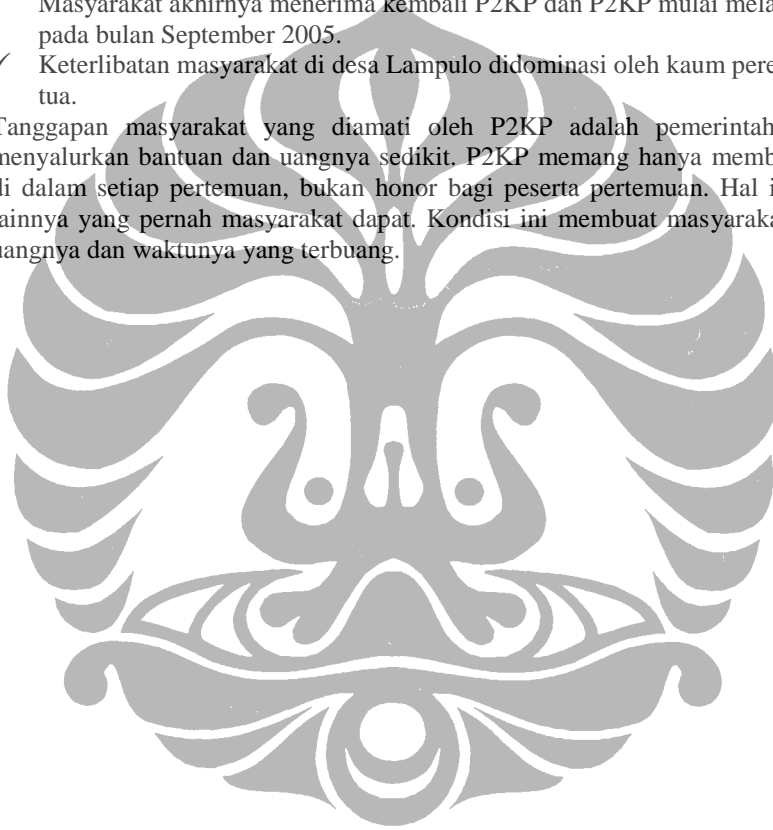 Masyarakat akhirnya menerima kembali P2KP dan P2KP mulai mela
pada bulan September 2005.
✓ Keterlibatan masyarakat di desa Lampulo didominasi oleh kaum pere
tua.
Tanggapan masyarakat yang diamati oleh P2KP adalah pemerintah
menyalurkan bantuan dan uangnya sedikit. P2KP memang hanya memb
di dalam setiap pertemuan, bukan honor bagi peserta pertemuan. Hal i
lainnya yang pernah masyarakat dapat. Kondisi ini membuat masyaraka
uangnya dan waktunya yang terbuang.